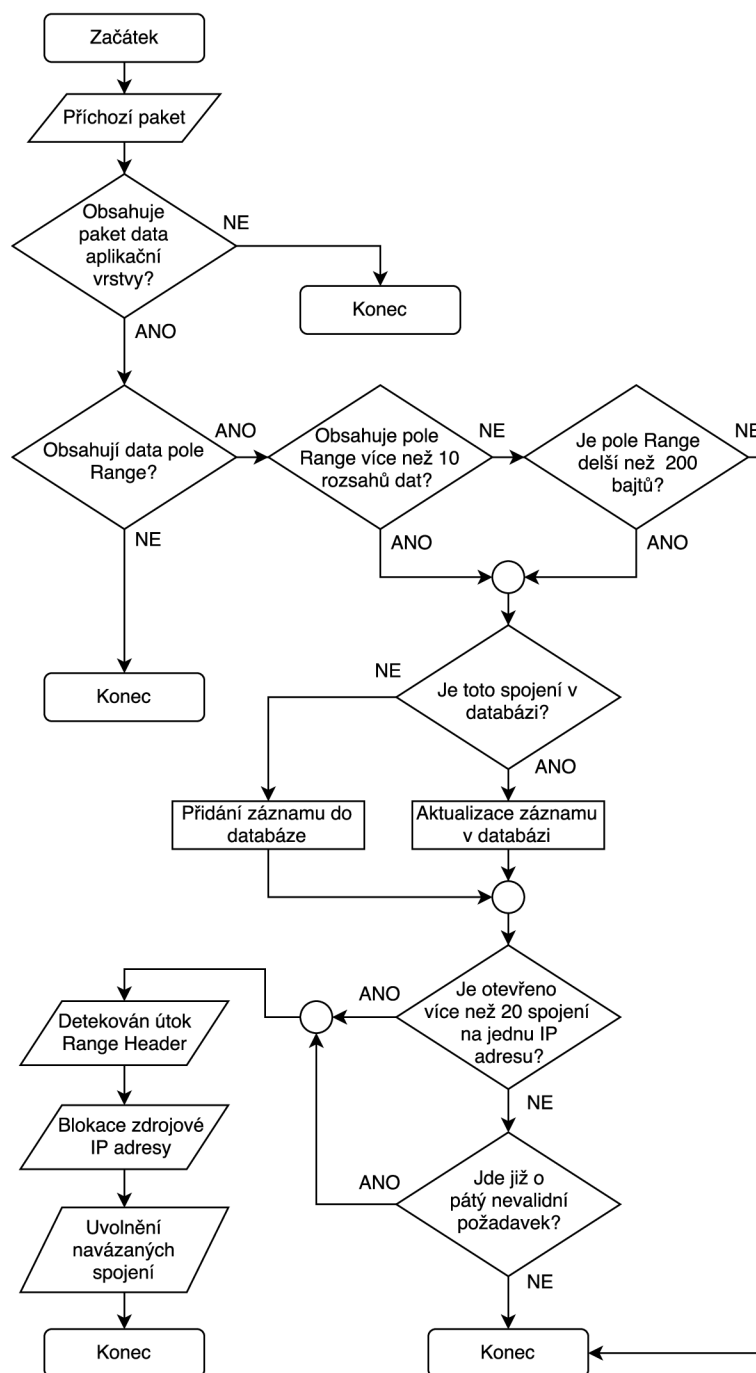 Začátek
Příchozí paket
Obsahuje
paket data
aplikační
vrstvy?
NE
Konec
ANO
Obsahují data pole
Range?
ANO
Obsahuje pole
Range více než 10
rozsahů dat?
NE
Je pole Range
delší než 200
bajtů?
NE
NE
ANO
ANO
Konec
NE
Je toto spojení v
databázi?
ANO
Přidání záznamu do
databáze
Aktualizace záznamu
v databázi
ANO
Je otevřeno
více než 20 spojení
na jednu IP
adresu?
Detekován útok
Range Header
NE
Blokace zdrojové
IP adresy
ANO
Jde již o
pátý nevalidní
požadavek?
Uvolnění
navázaných
spojení
NE
Konec
Konec